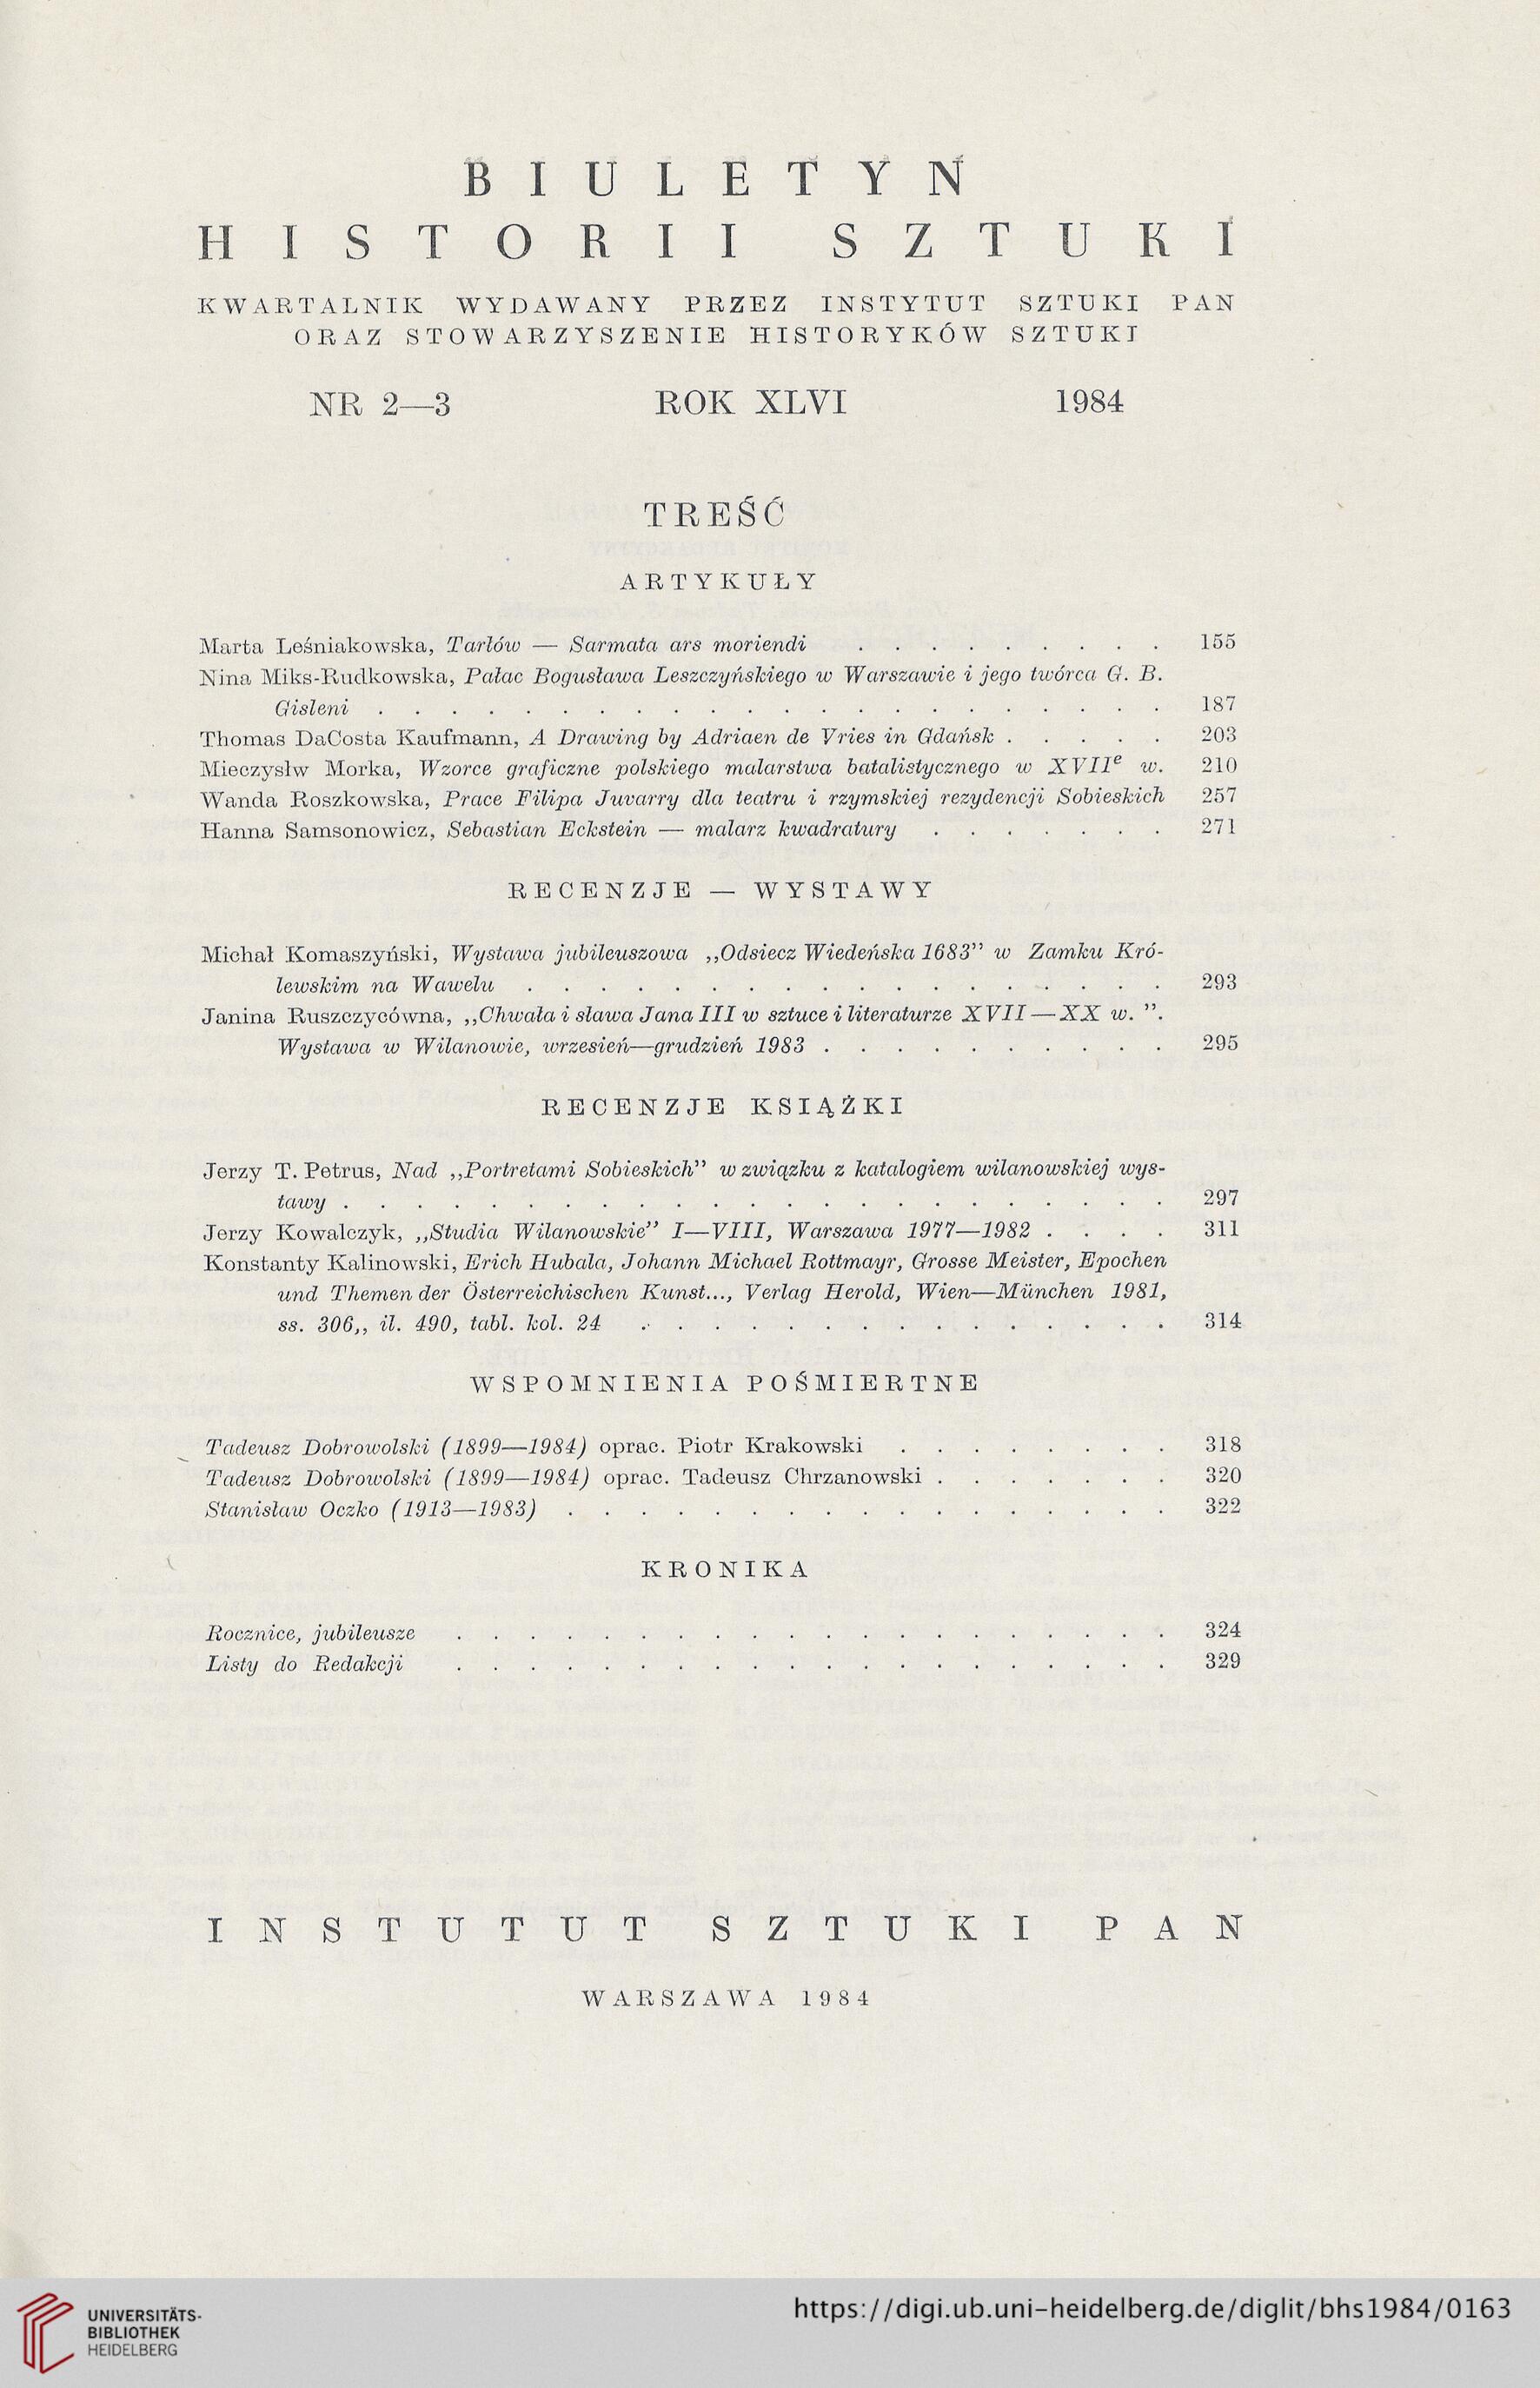 BIULETYN
HISTORII SZTUKI
KWARTALNIK WYDAWANY PRZEZ INSTYTUT SZTUKI PAN
ORAZ STOWARZYSZENIE HISTORYKÓW SZTUKI
NR 2—3 ROK XLVI 1984
TREŚĆ
ARTYKUŁY
Marta Leśniakowska, Tarłów — Sarmata ars moriendi . . . . . . . . . 155
Nina Miks-Rudkowska, Pałac Bogusława Leszczyńskiego w Warszawie i jego twórca G. B.
Gisleni . . . . . . . . . . . . . . . . . . . . . . 187
Thomas DaCosta Kaufmann, A Drawing by Adriaen de Vries in Gdańsk . . . . . 203
Mieczysłw Morka, Wzorce graficzne polskiego malarstwa batalistycznego w XVIIe w. 210
Wanda Roszkowska, Prace Filipa Juvarry dla teatru i rzymskiej rezydencji Sobieskich 257
Hanna Samsonowicz, Sebastian Eckstein — malarz kwadratury . . . . . . . 271
RECENZJE — WYSTAWY
Michał Komaszyński, Wystawa jubileuszowa ,,Odsiecz Wiedeńska 1683” w Zamku Kró-
lewskim na Wawelu . . . . . . . . . . . . . . . . . . 293
Janina Ruszczycówna, ,,Chwała i sława Jana III w sztuce i literaturze XVII—XX w. ”.
Wystawa w Wilanowie, wrzesień—grudzień 1983 . . . . . . . . . . 295
RECENZJE KSIĄŻKI
Jerzy T. Petrus, Nad ,,Portretami Sobieskich” w związku z katalogiem wilanowskiej wys-
tawy . . . . . . . . . . . . . . . . . . . . . . . 297
Jerzy Kowalczyk, ,,Studia Wilanowskie” I—VIII, Warszawa 1977—1982 . . . . 311
Konstanty Kalinowski, Erich Hubala, Johann Michael Rottmayr, Grosse Meister, Epochen
und Themen der Österreichischen Kunst..., Verlag Herold, Wien—München 1981,
ss. 306,, il. 490, tabl. kol. 24 . . . . . . . . . . . . . . . 314
WSPOMNIENIA POŚMIERTNE
Tadeusz Dobrowolski (1899—1984) oprac. Piotr Krakowski . . . . . . . . 318
Tadeusz Dobrowolski (1899—1984) oprac. Tadeusz Chrzanowski . . . . . . . 320
Stanisław Oczko (1913—1983) . . . . . . . . . . . . . . . . . 322
KRONIKA
Rocznice, jubileusze . . . . . . . . . . . . . . . . . . . . 324
Listy do Redakcji . . . . . . . . . . . . . . . . . . . . 329
INSTUTUT SZTUKI PAN
WARSZAWA 1984
UNIVERSITÄTS-
BIBLIOTHEK
HEIDELBERG
https://digi.ub.uni-heidelberg.de/diglit/bhs1984/0163